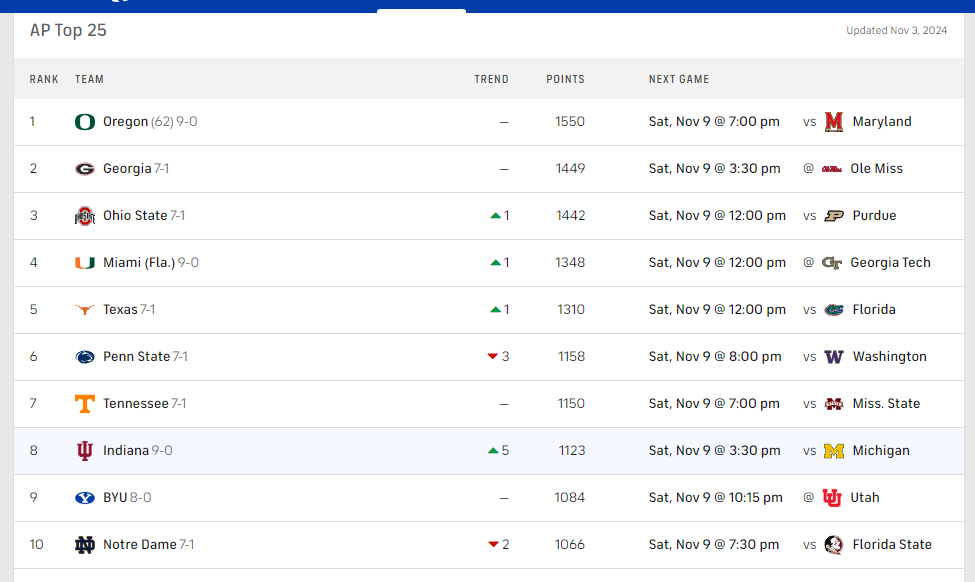 AP Top 25 Updated Nov 3, 2024
RANK TEAM TREND POINTS NEXT GAME
1 Oregon (62) 9-0 — 1550 Sat, Nov 9 @ 7:00 pm vs Maryland
2 Georgia 7-1 — 1449 Sat, Nov 9 @ 3:30 pm @ Ole Miss
3 Ohio State 7-1 1 1442 Sat, Nov 9 @ 12:00 pm vs Purdue
4 Miami (Fla.) 9-0 1 1348 Sat, Nov 9 @ 12:00 pm @ Georgia Tech
5 Texas 7-1 1 1310 Sat, Nov 9 @ 12:00 pm vs Florida
6 Penn State 7-1 3 1158 Sat, Nov 9 @ 8:00 pm vs Washington
7 Tennessee 7-1 — 1150 Sat, Nov 9 @ 7:00 pm vs Miss. State
8 Indiana 9-0 5 1123 Sat, Nov 9 @ 3:30 pm vs Michigan
9 BYU 8-0 — 1084 Sat, Nov 9 @ 10:15 pm @ Utah
10 Notre Dame 7-1 2 1066 Sat, Nov 9 @ 7:30 pm vs Florida State